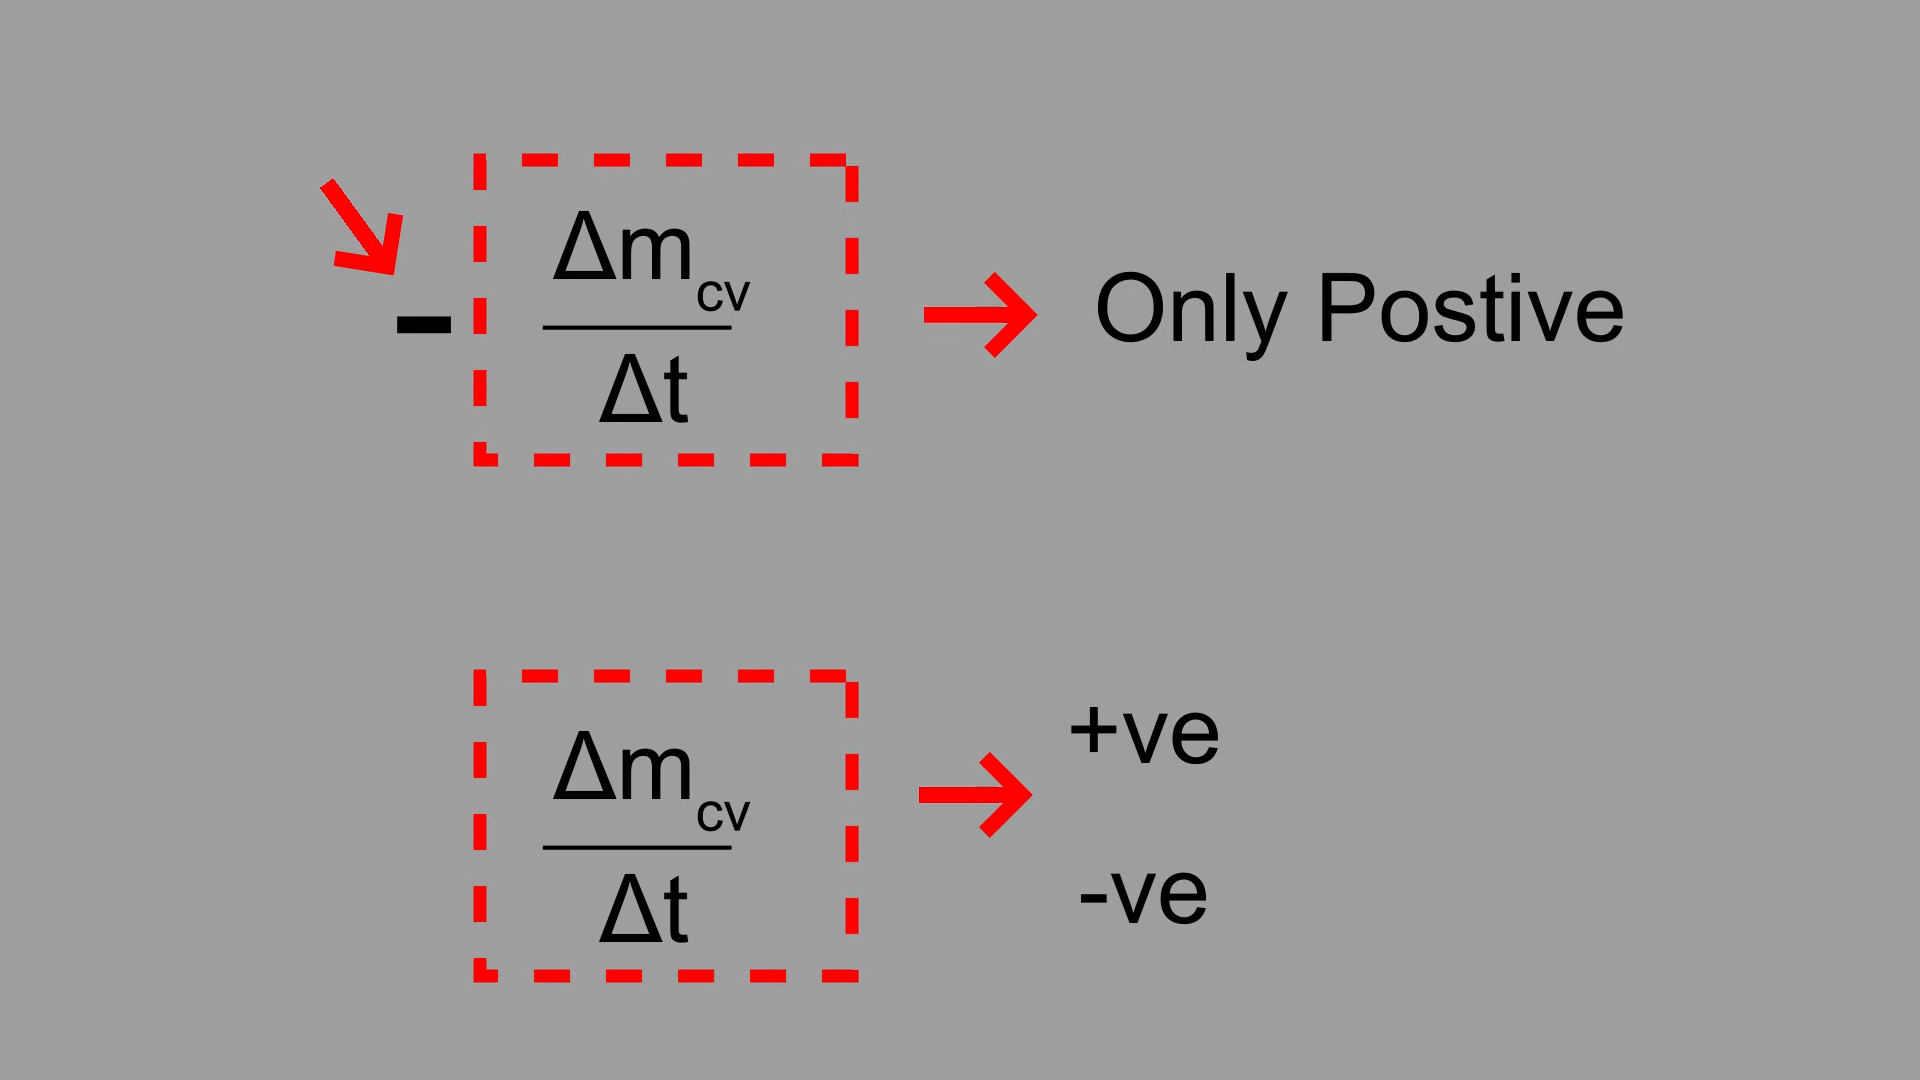 - Δm_cv / Δt
Only Postive
Δm_cv / Δt
+ve
-ve